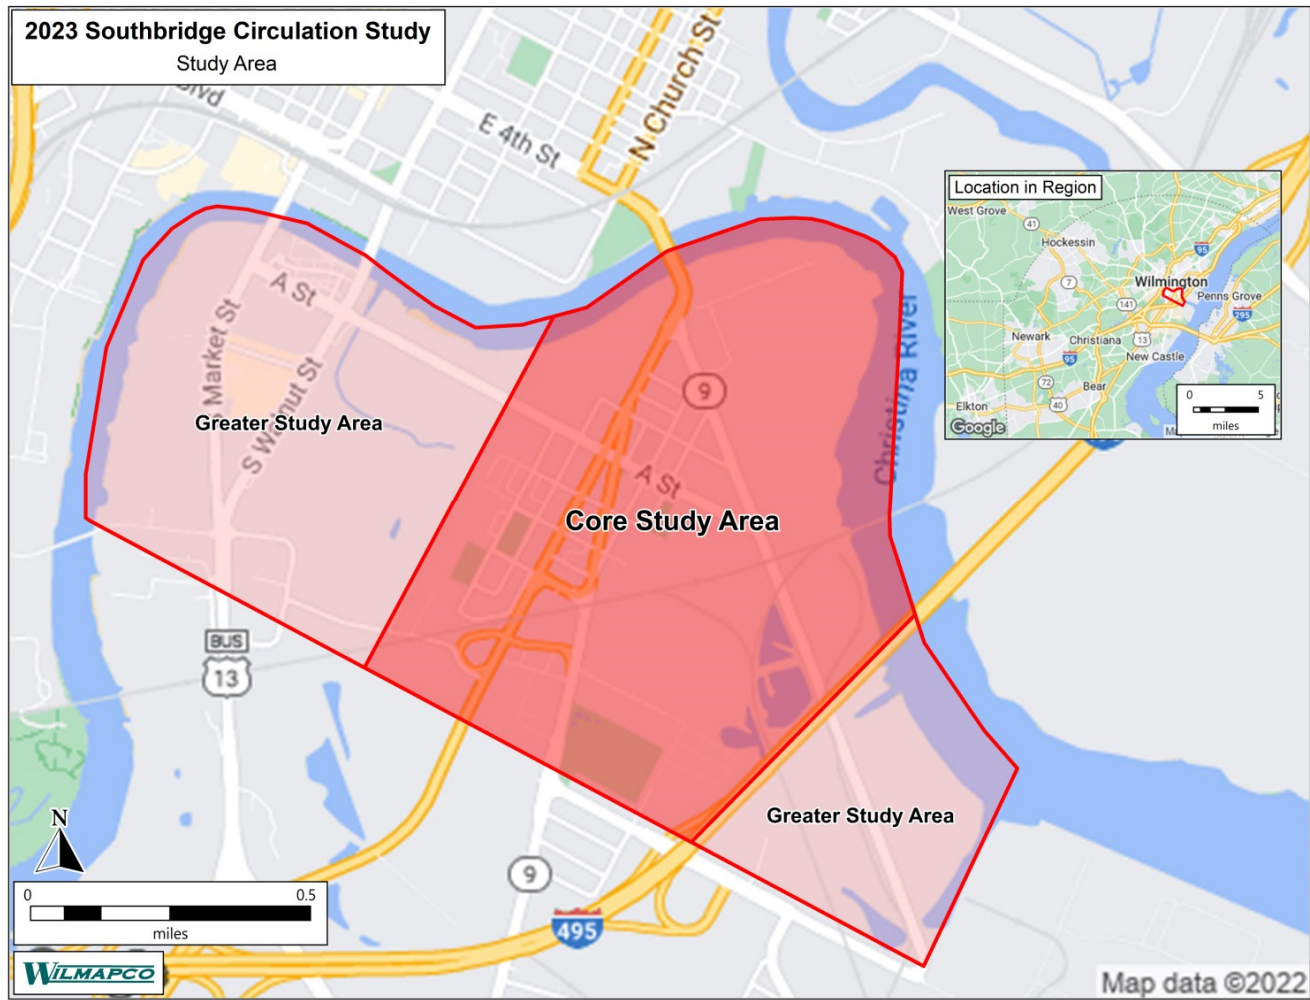 2023 Southbridge Circulation Study
Study Area
Blvd
E 4th St
N Church St
Location in Region
West Grove
41
Hockessin
95
7
Wilmington
141
Penns Grove
295
Newark
Christiana
13
95
New Castle
72
Bear
Elkton
40
0 5
miles
Google
A St
S Market St
S Walnut St
Greater Study Area
9
Christina River
A St
Core Study Area
BUS
13
Greater Study Area
N
9
495
0 0.5
miles
WILMAPCO
Map data ©2022